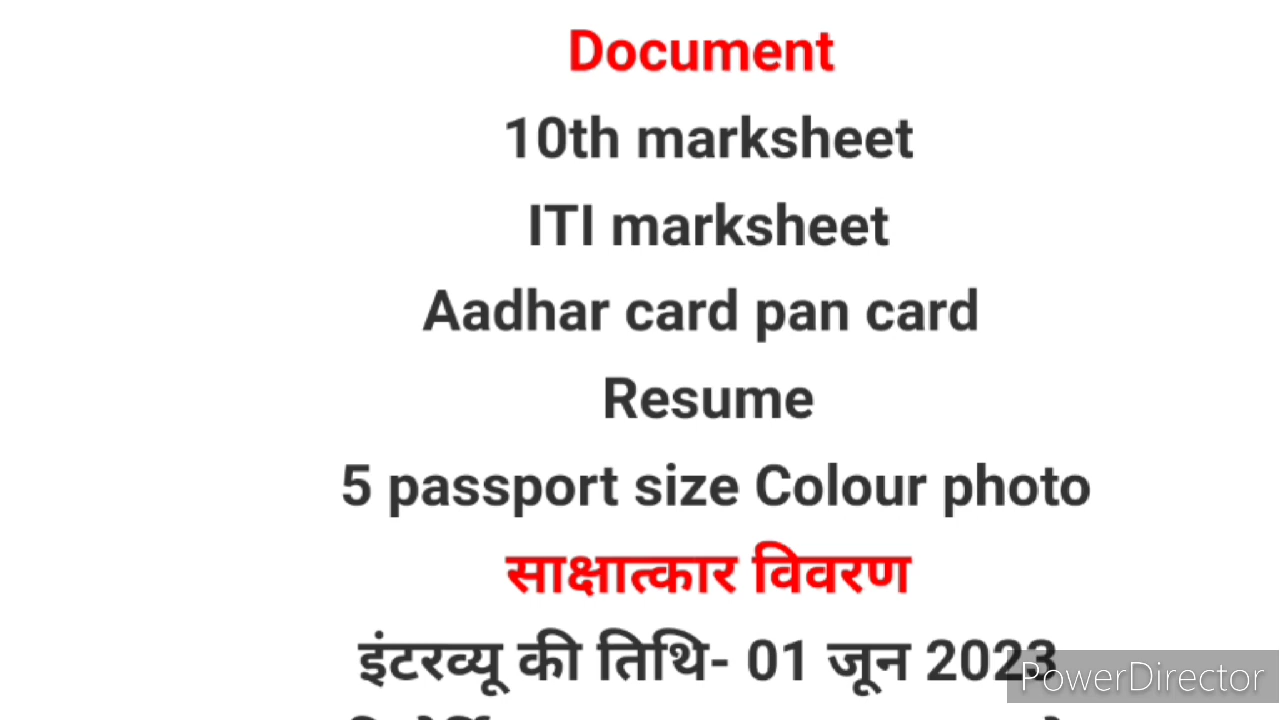 Document
10th marksheet
ITI marksheet
Aadhar card pan card
Resume
5 passport size Colour photo
साक्षात्कार विवरण
इंटरव्यू की तिथि- 01 जून 2023
PowerDirector